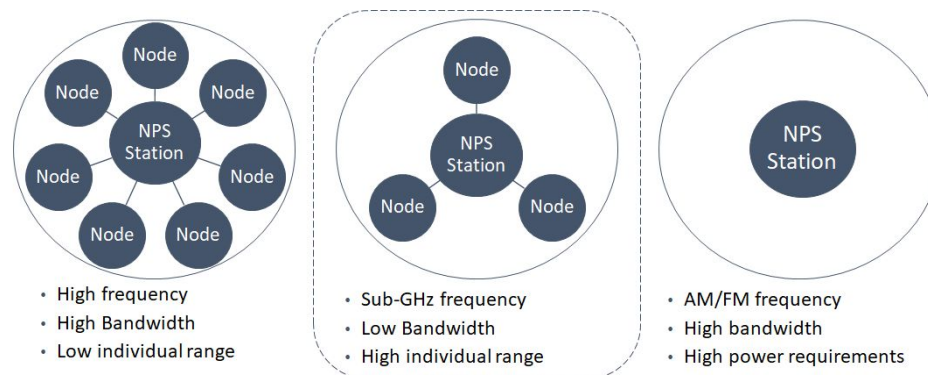 Node
Node
Node
NPS
Station
Node
Node
Node
Node
• High frequency
• High Bandwidth
• Low individual range
Node
NPS
Station
Node
Node
• Sub-GHz frequency
• Low Bandwidth
• High individual range
NPS
Station
• AM/FM frequency
• High bandwidth
• High power requirements